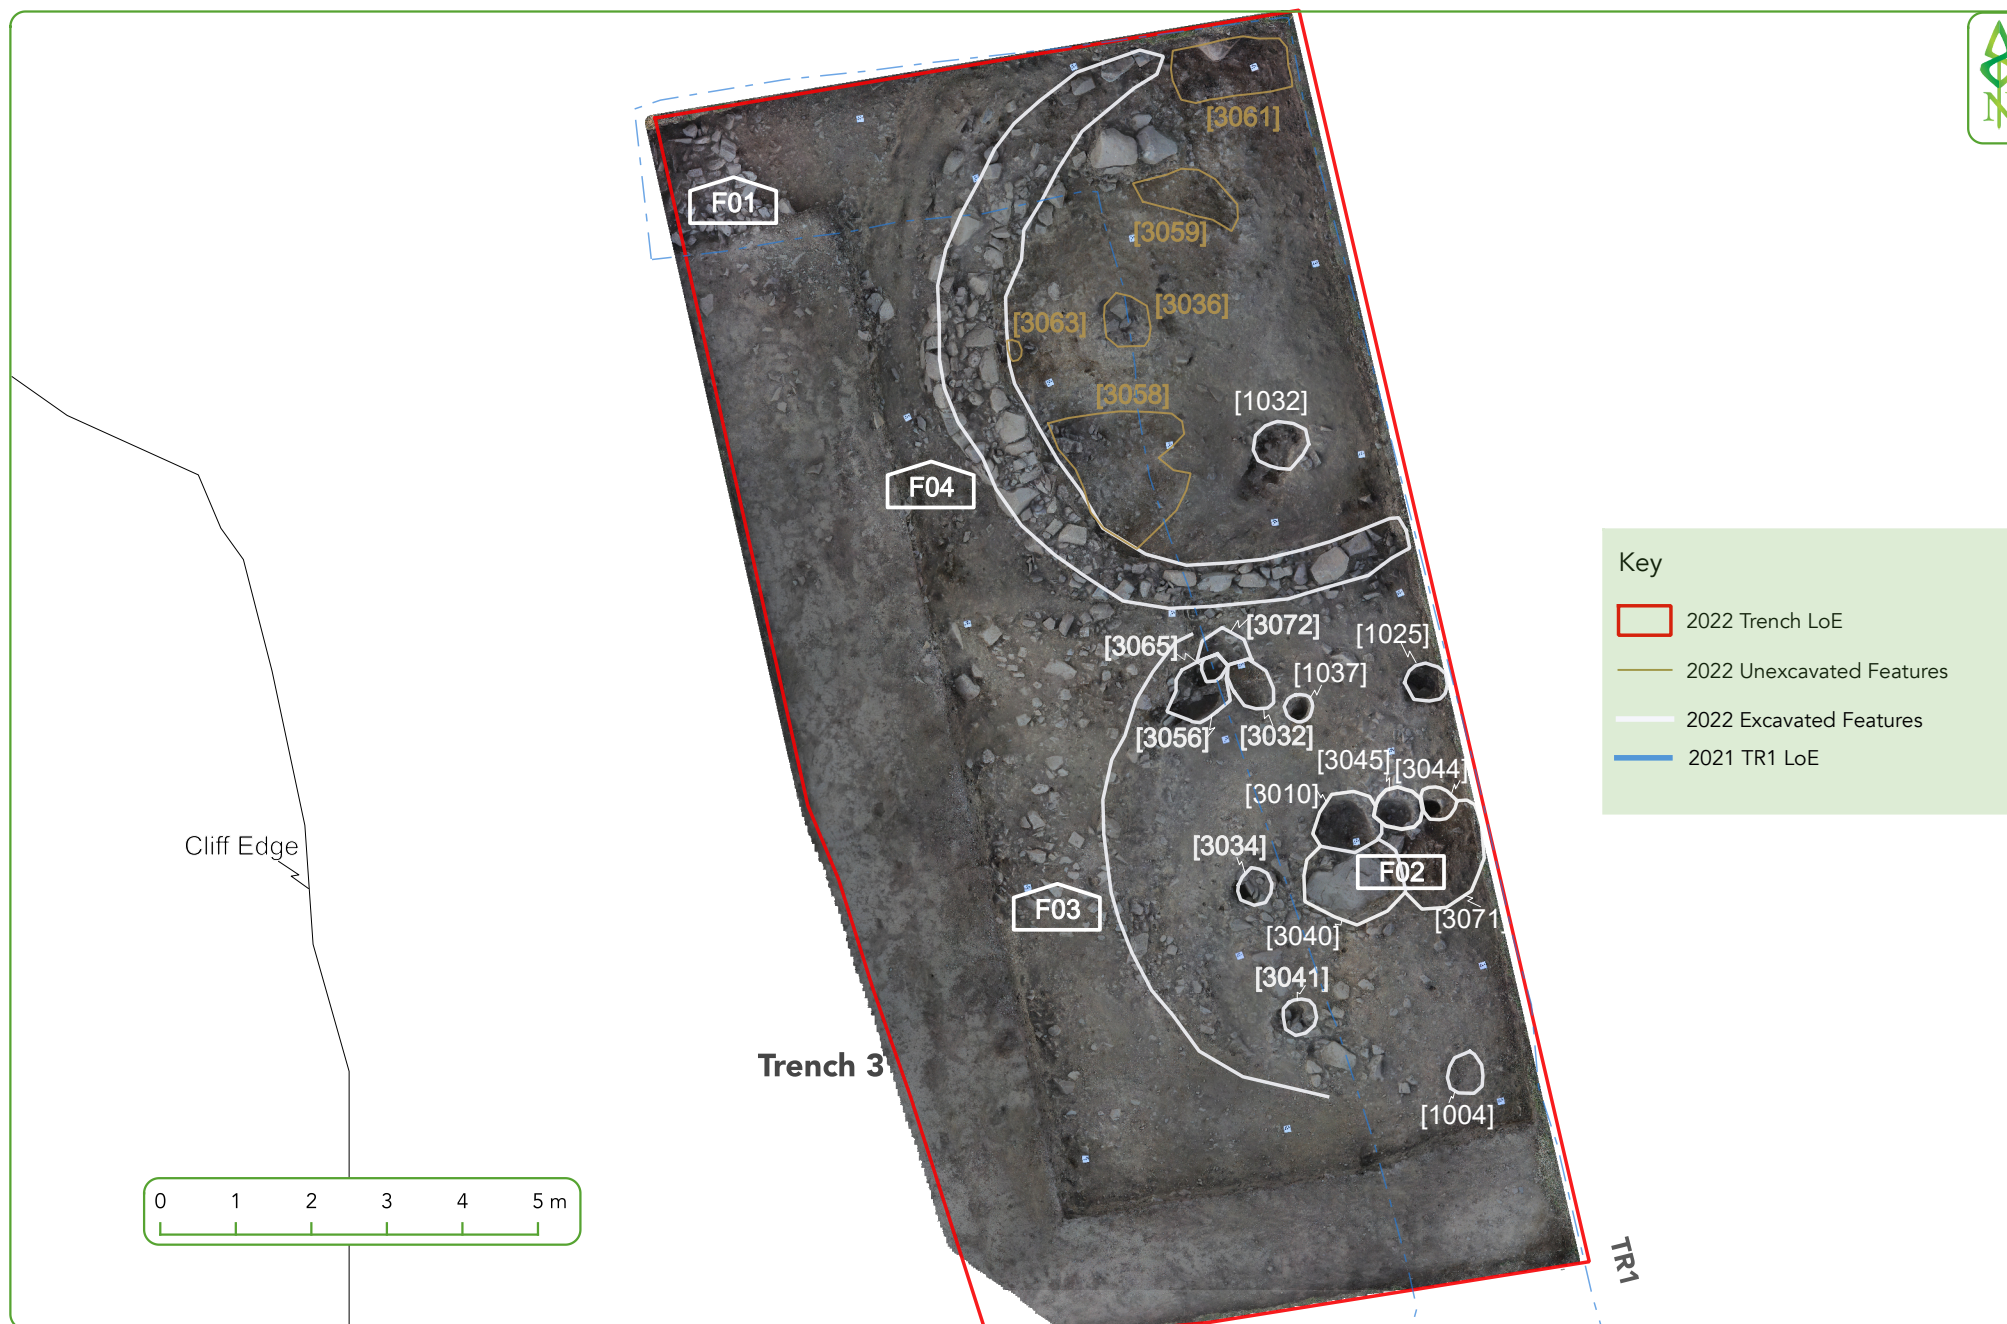 N
[3061]
F01
[3059]
[3036]
[3063]
[3058]
[1032]
F04
[3072]
[3065]
[1025]
[1037]
[3056]
[3032]
[3045]
[3044]
[3010]
[3034]
F02
F03
[3071]
[3040]
[3041]
[1004]
Cliff Edge
Trench 3
TR1
0 1 2 3 4 5 m
Key
2022 Trench LoE
2022 Unexcavated Features
2022 Excavated Features
2021 TR1 LoE